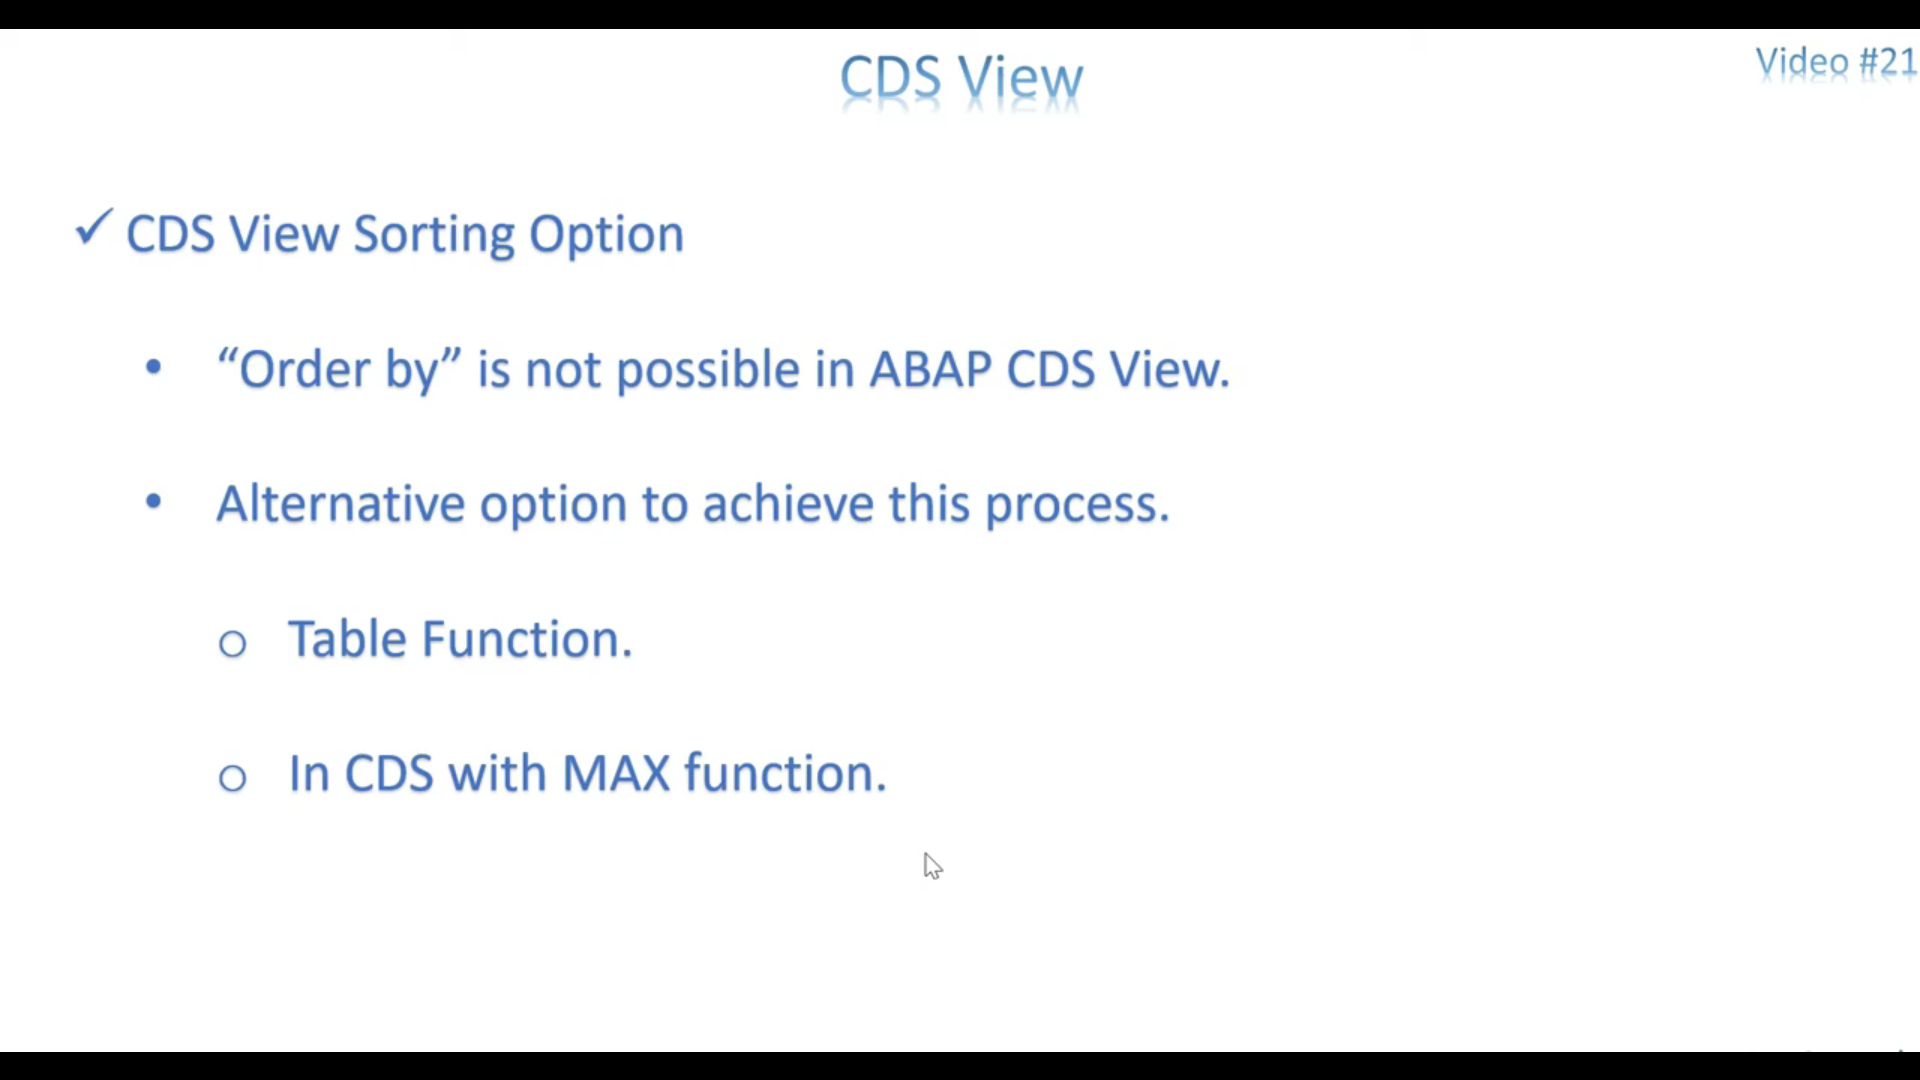 CDS View
Video #21
✓ CDS View Sorting Option
• “Order by” is not possible in ABAP CDS View.
• Alternative option to achieve this process.
o Table Function.
o In CDS with MAX function.